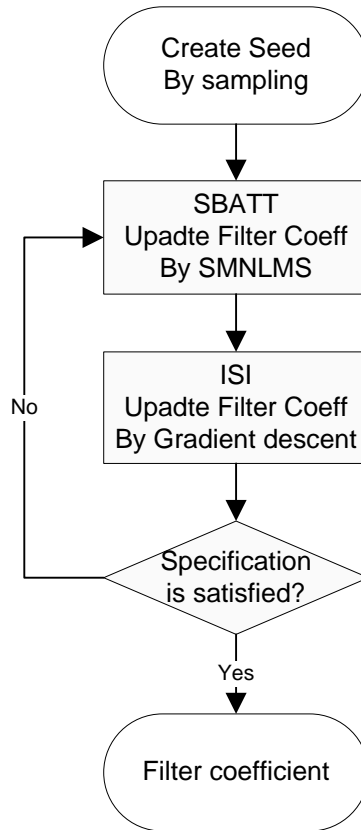 Create Seed
By sampling
SBATT
Upadte Filter Coeff
By SMNLMS
ISI
Upadte Filter Coeff
By Gradient descent
No
Specification
is satisfied?
Yes
Filter coefficient